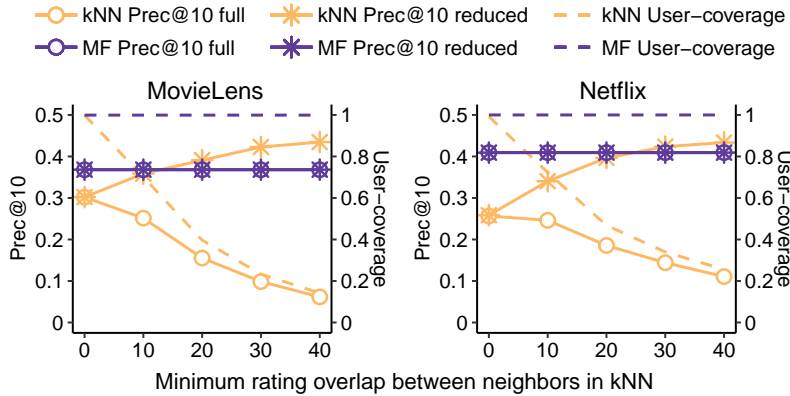 kNN Prec@10 full kNN Prec@10 reduced kNN User−coverage
MF Prec@10 full MF Prec@10 reduced MF User−coverage
MovieLens
Prec@10
0.5
0.4
0.3
0.2
0.1
0
1
0.8
0.6
0.4
0.2
0
User−coverage
0 10 20 30 40
Netflix
Prec@10
0.5
0.4
0.3
0.2
0.1
0
1
0.8
0.6
0.4
0.2
0
User−coverage
0 10 20 30 40
Minimum rating overlap between neighbors in kNN